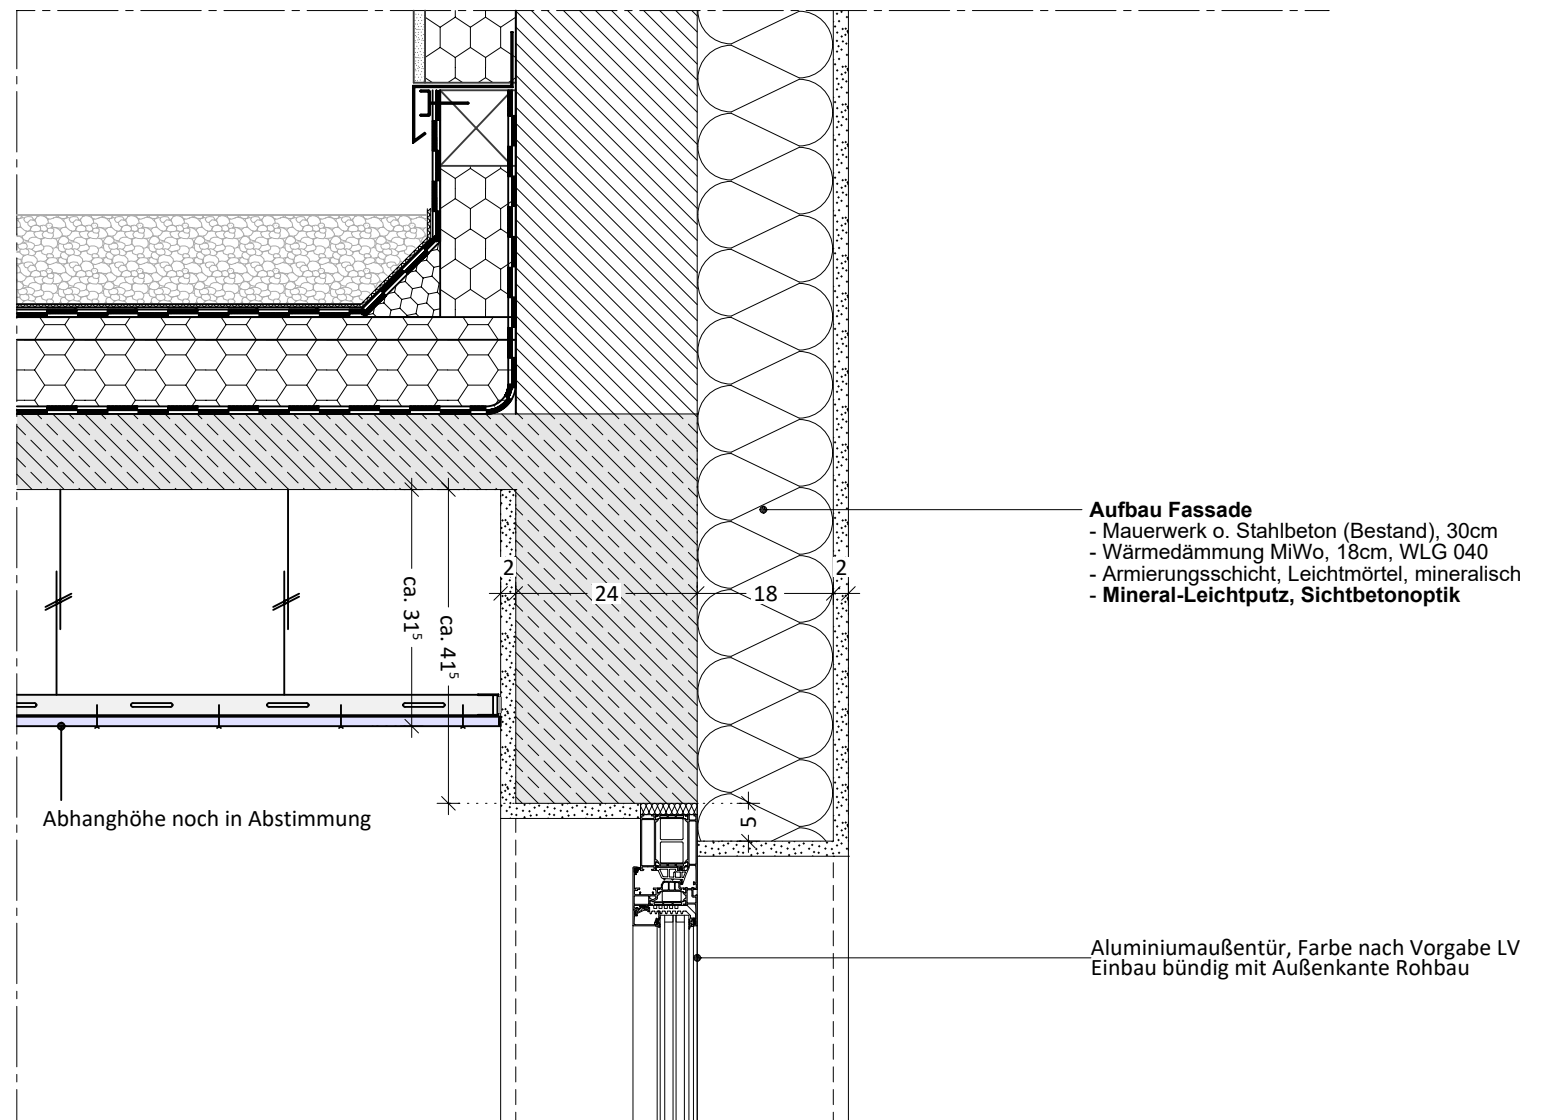 Aufbau Fassade
- Mauerwerk o. Stahlbeton (Bestand), 30cm
- Wärmedämmung MiWo, 18cm, WLG 040
- Armierungsschicht, Leichtmörtel, mineralisch
- Mineral-Leichtputz, Sichtbetonoptik
2
24
18
2
ca. 31⁵
ca. 41⁵
5
Abhanghöhe noch in Abstimmung
Aluminiumaußentür, Farbe nach Vorgabe LV
Einbau bündig mit Außenkante Rohbau